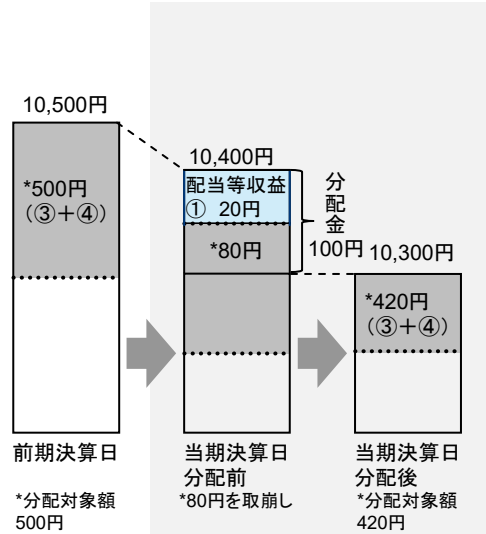 10,500円
*500円
（③＋④）
前期決算日
*分配対象額
500円
10,400円
配当等収益
① 20円
*80円
分配金
100円
当期決算日
分配前
*80円を取崩し
10,300円
*420円
（③＋④）
当期決算日
分配後
*分配対象額
420円